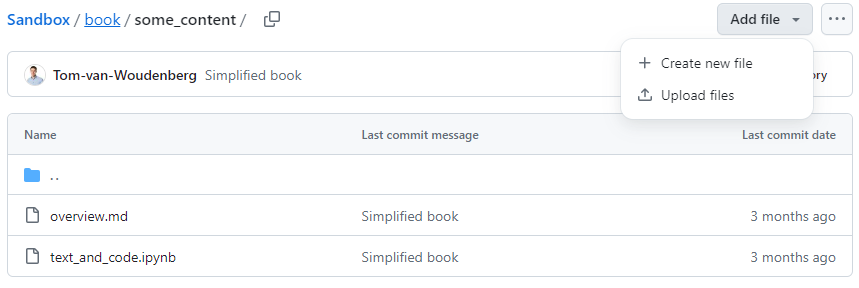 Sandbox / book / some_content /
Add file
Create new file
Upload files
Tom-van-Woudenberg Simplified book
ory
Name Last commit message Last commit date
..
overview.md Simplified book 3 months ago
text_and_code.ipynb Simplified book 3 months ago